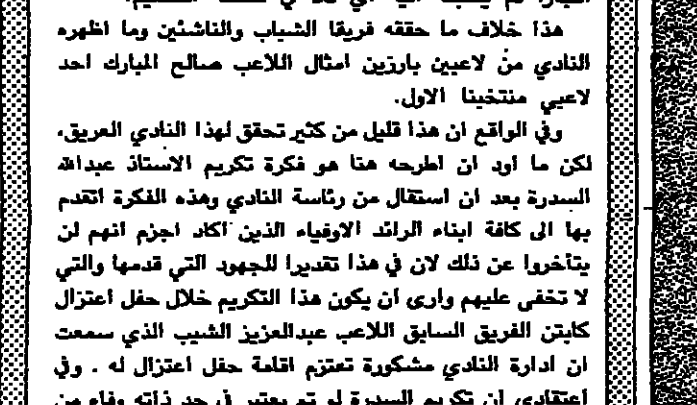 هذا خلاف ما حققه فريقا الشباب والناشئين وما اظهره
النادي من لاعبين بارزين امثال اللاعب صالح المبارك احد
لاعبي منتخبنا الاول.
وفي الواقع ان هذا قليل من كثير تحقق لهذا النادي العريق،
لكن ما اود ان اطرحه هنا هو فكرة تكريم الاستاذ عبدالله
السدرة بعد ان استقال من رئاسة النادي وهذه الفكرة اتقدم
بها الى كافة ابناء الرائد الاوفياء الذين اكاد اجزم انهم لن
يتأخروا عن ذلك لان في هذا تقديرا للجهود التي قدمها والتي
لا تخفى عليهم وارى ان يكون هذا التكريم خلال حفل اعتزال
كابتن الفريق السابق اللاعب عبدالعزيز الشيب الذي سمعت
ان ادارة النادي مشكورة تعتزم اقامة حفل اعتزال له . وفي
اعتقادي ان تكريم السدرة لو تم يعتبر في حد ذاته وفاء من